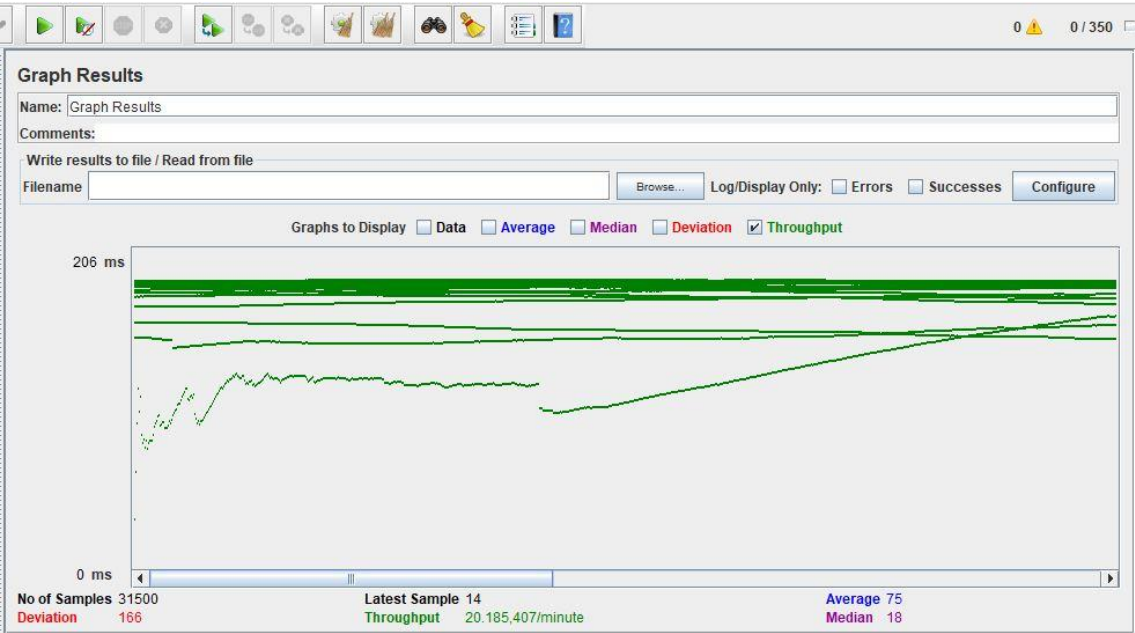 0 0 / 350
Graph Results
Name: Graph Results
Comments:
Write results to file / Read from file
Filename Browse... Log/Display Only: Errors Successes Configure
Graphs to Display Data Average Median Deviation Throughput
206 ms
0 ms
No of Samples 31500 Latest Sample 14 Average 75
Deviation 166 Throughput 20.185,407/minute Median 18